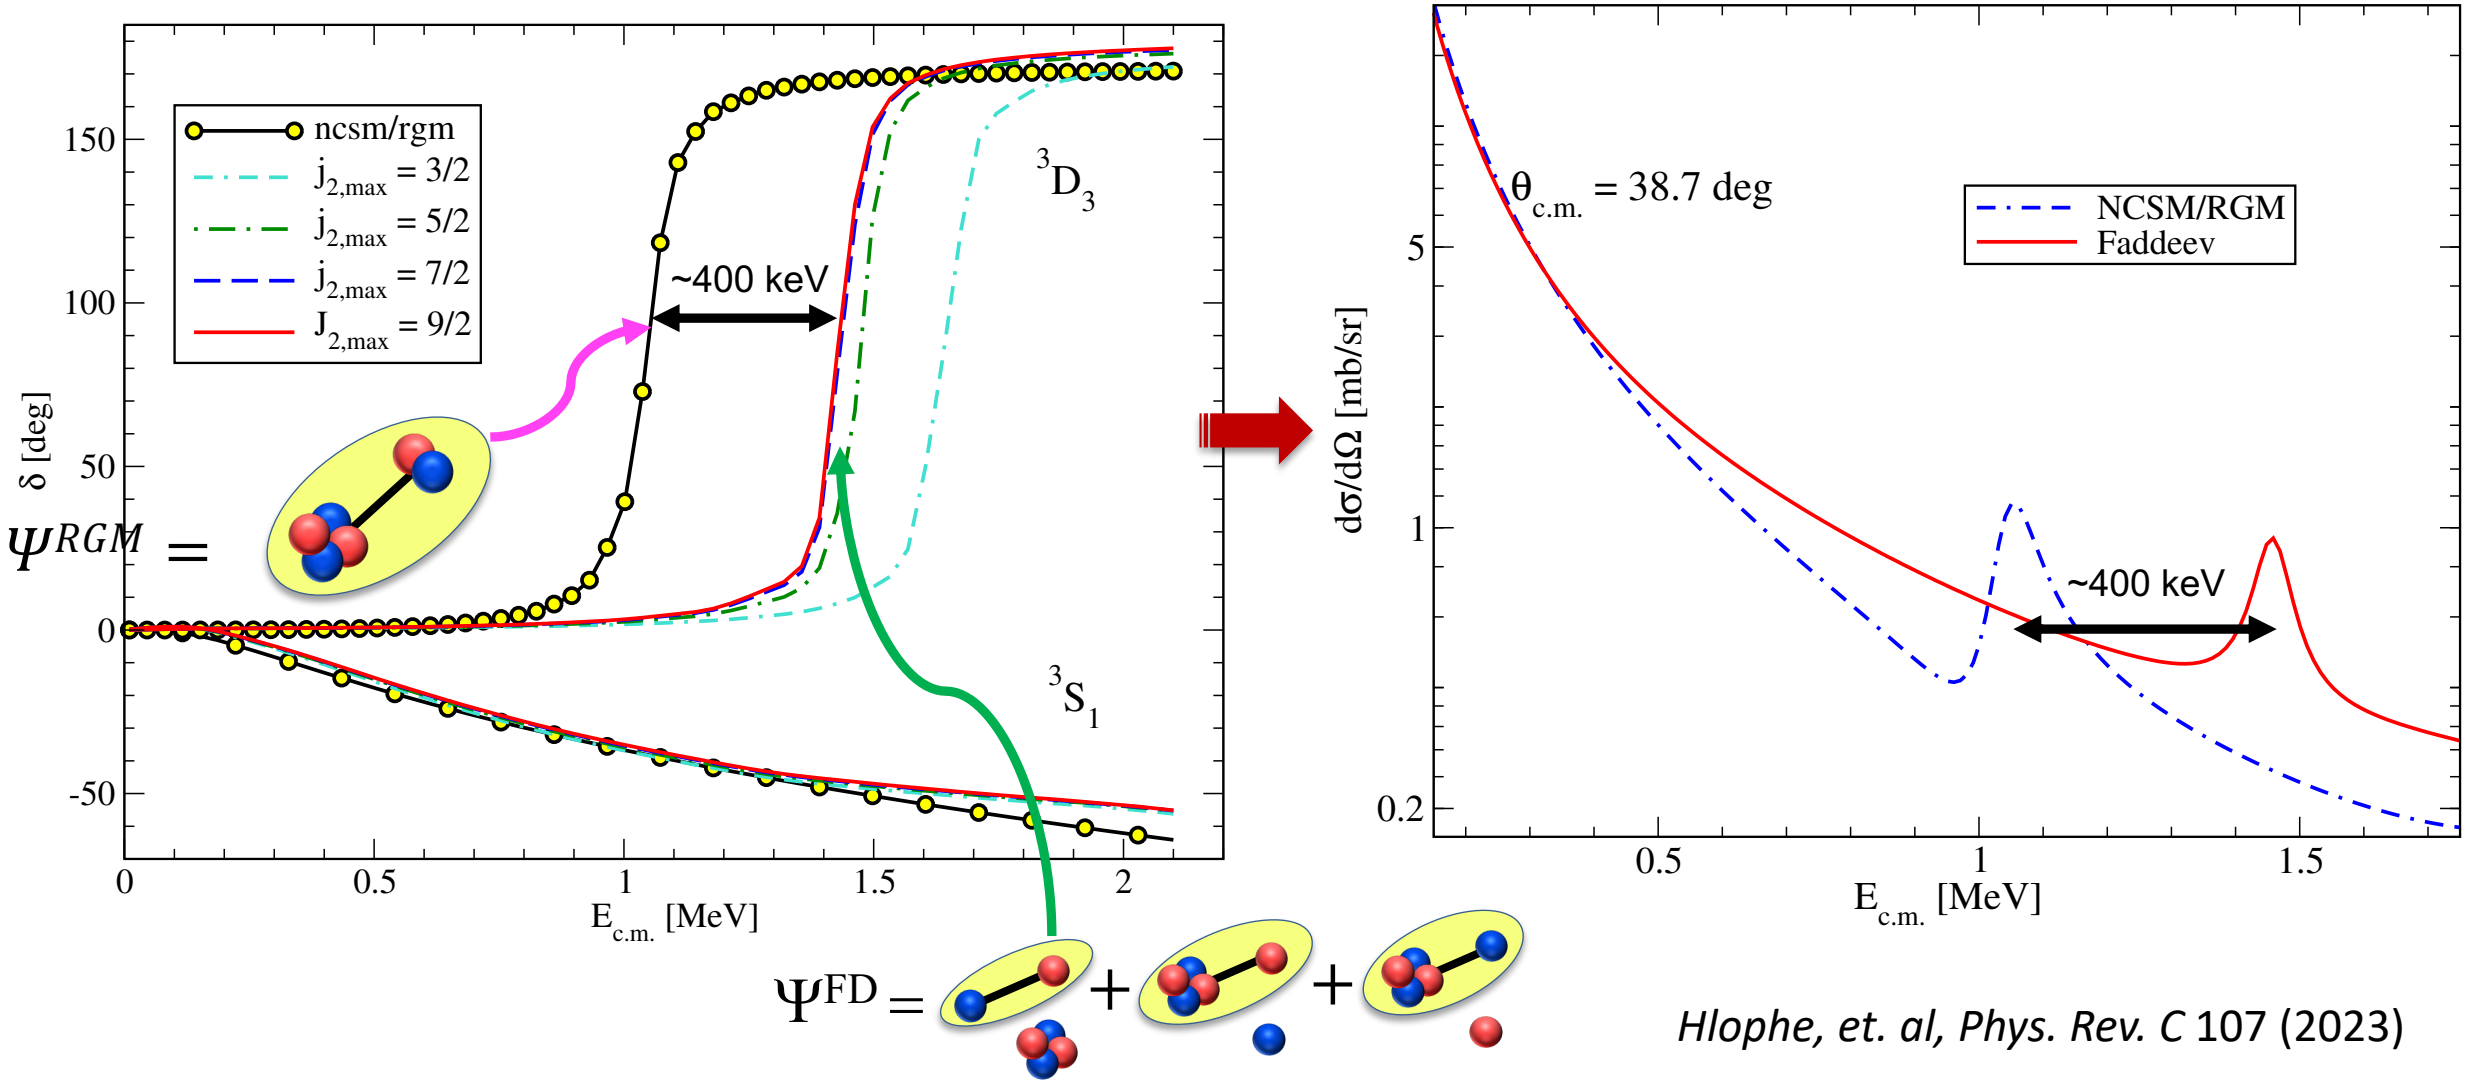 ncsm/rgm
j2,max = 3/2
j2,max = 5/2
j2,max = 7/2
J2,max = 9/2
3D3
~400 keV
3S1
150
100
50
0
-50
δ [deg]
0 0.5 1 1.5 2
Ec.m. [MeV]
ΨRGM =
θc.m. = 38.7 deg
NCSM/RGM
Faddeev
~400 keV
5
1
0.2
dσ/dΩ [mb/sr]
0.5 1 1.5
Ec.m. [MeV]
ΨFD = + +
Hlophe, et. al, Phys. Rev. C 107 (2023)